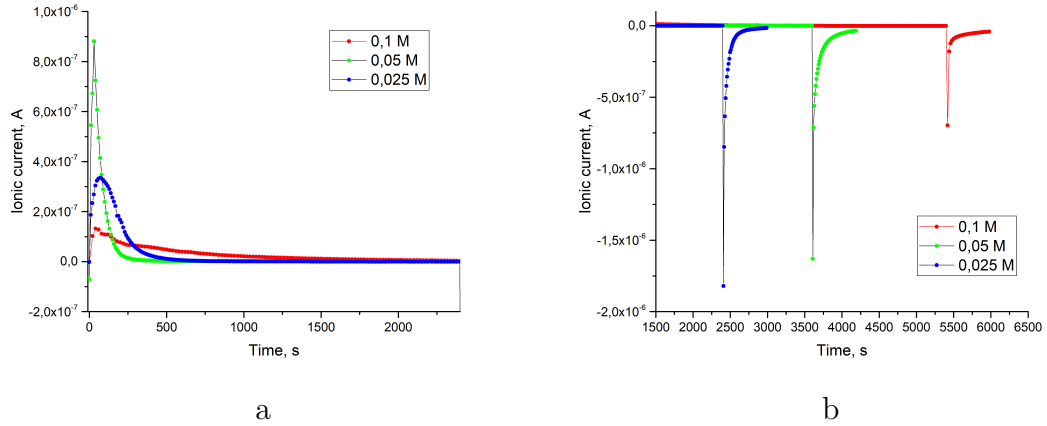 1,0x10⁻⁶
8,0x10⁻⁷
6,0x10⁻⁷
4,0x10⁻⁷
2,0x10⁻⁷
0,0
-2,0x10⁻⁷
Ionic current, A
0 500 1000 1500 2000
Time, s
0,1 M
0,05 M
0,025 M
a
0,0
-5,0x10⁻⁷
-1,0x10⁻⁶
-1,5x10⁻⁶
-2,0x10⁻⁶
Ionic current, A
1500 2000 2500 3000 3500 4000 4500 5000 5500 6000 6500
Time, s
0,1 M
0,05 M
0,025 M
b